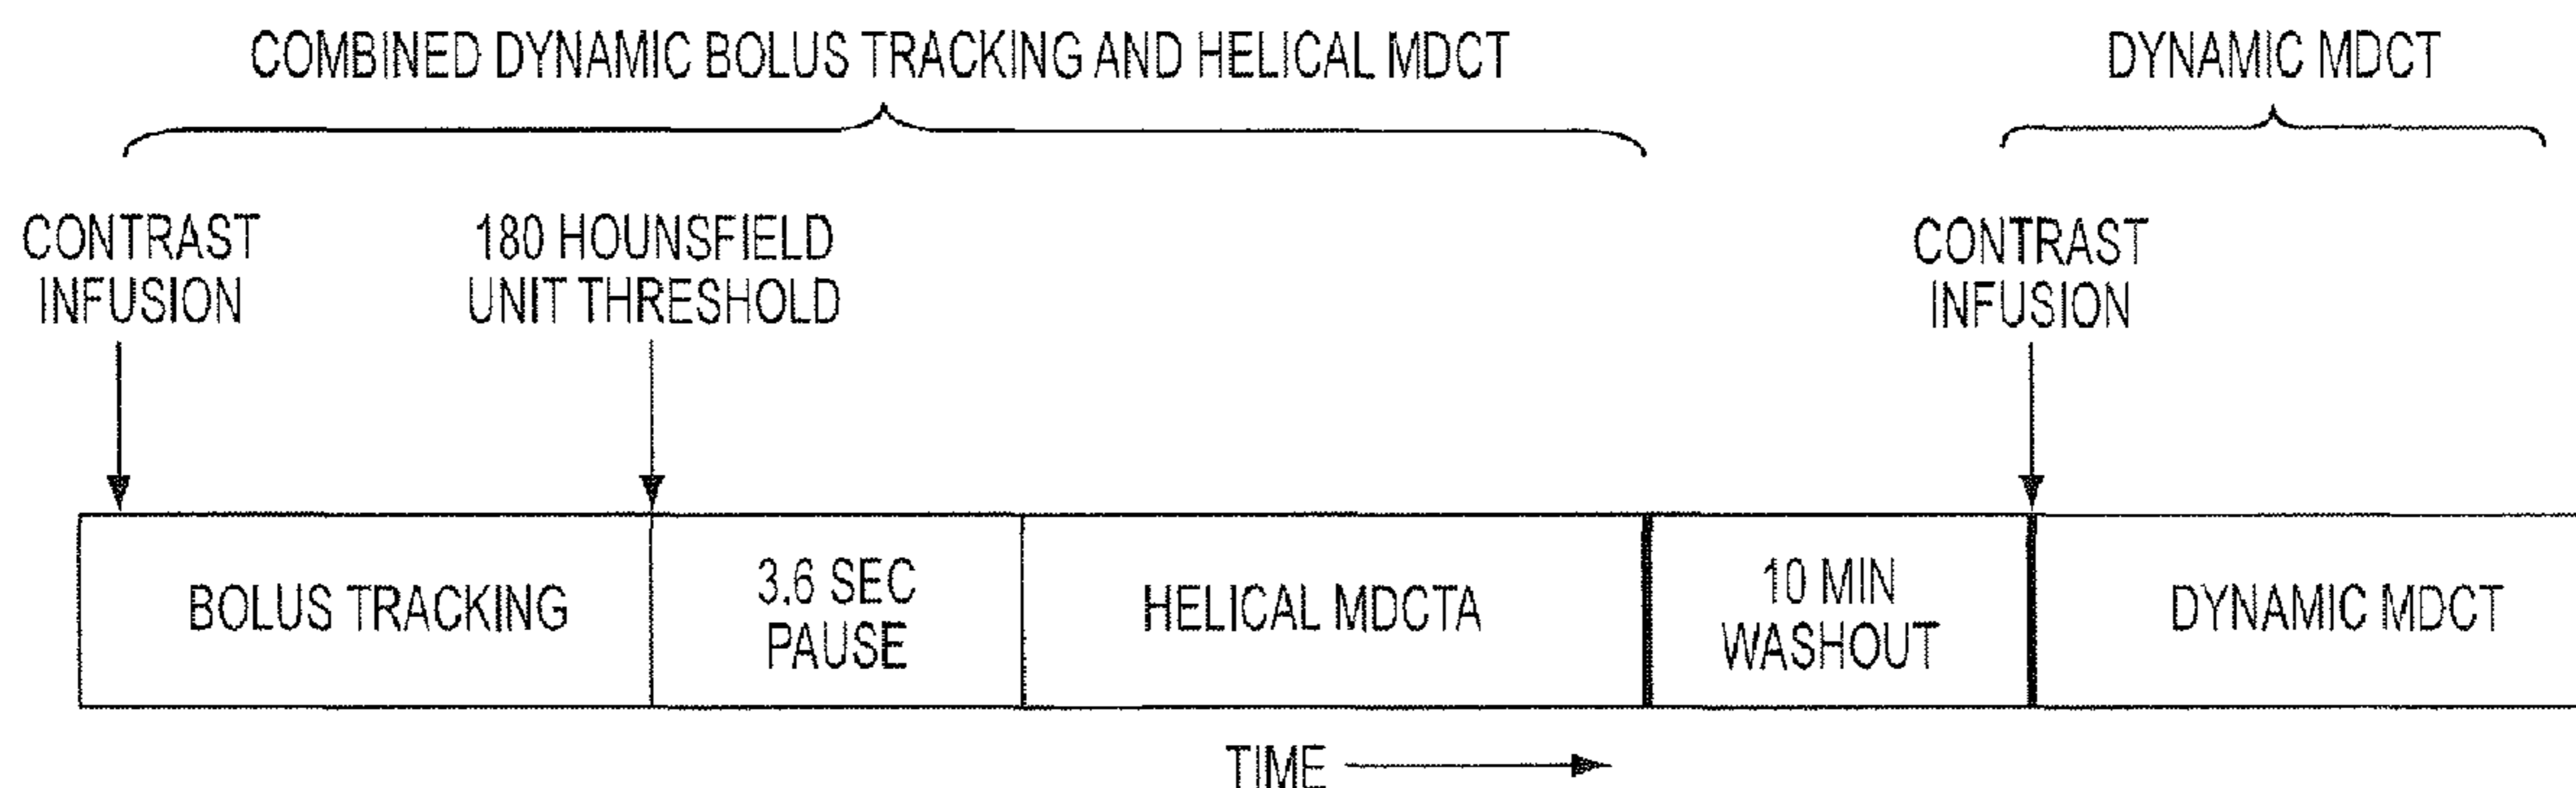 COMBINED DYNAMIC BOLUS TRACKING AND HELICAL MDCT
DYNAMIC MDCT
CONTRAST
INFUSION
180 HOUNSFIELD
UNIT THRESHOLD
CONTRAST
INFUSION
BOLUS TRACKING
3.6 SEC
PAUSE
HELICAL MDCTA
10 MIN
WASHOUT
DYNAMIC MDCT
TIME